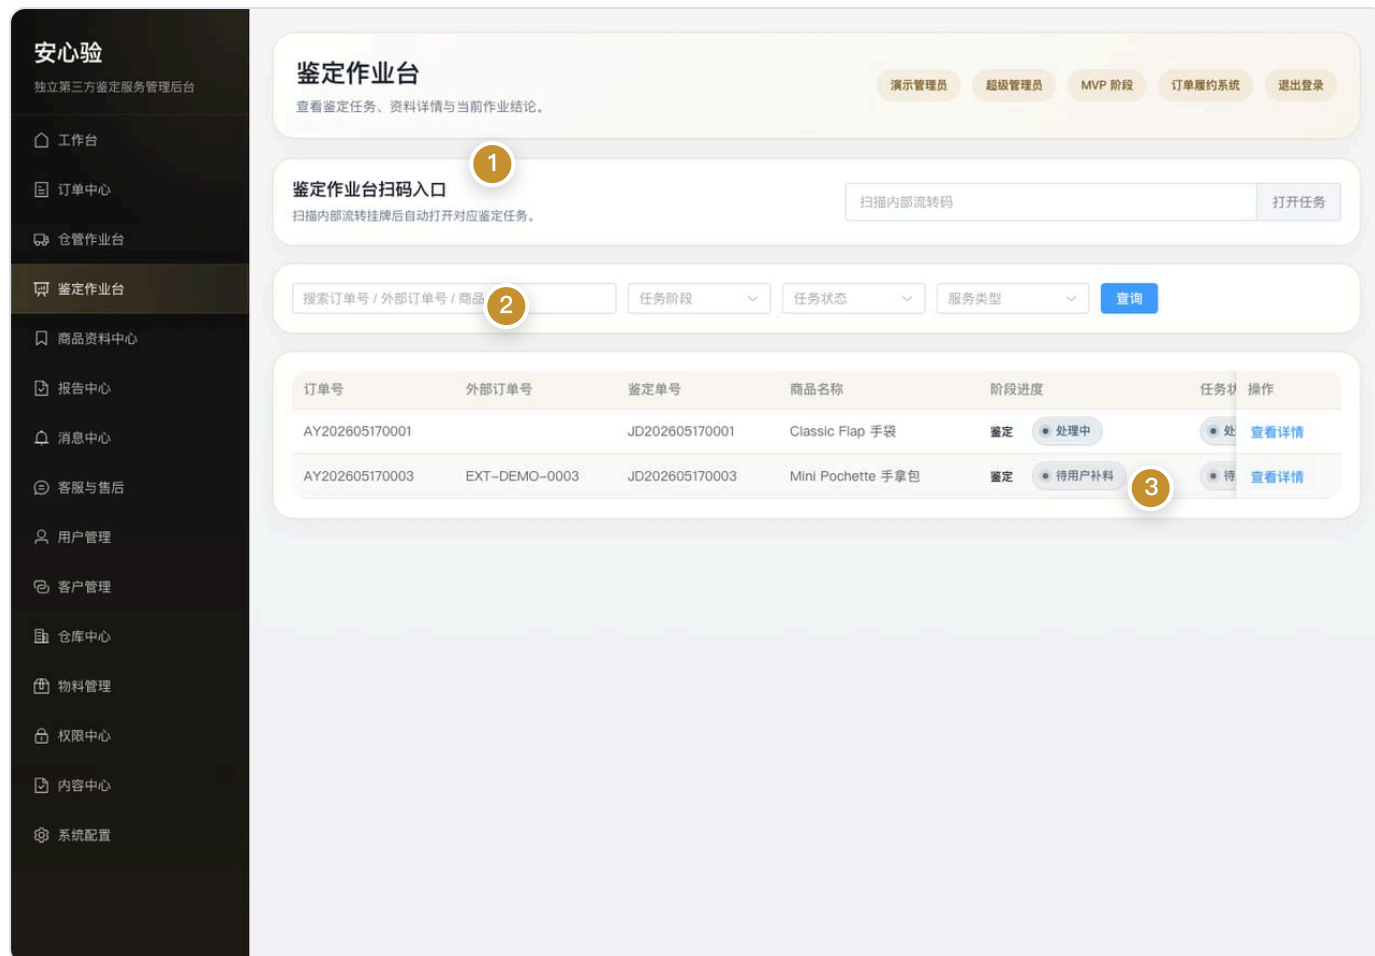 安心验
独立第三方鉴定服务管理后台
工作台
订单中心
仓管作业台
鉴定作业台
商品资料中心
报告中心
消息中心
客服与售后
用户管理
客户管理
仓库中心
物料管理
权限中心
内容中心
系统配置
鉴定作业台
查看鉴定任务、资料详情与当前作业结论。
演示管理员 超级管理员 MVP 阶段 订单履约系统 退出登录
1
鉴定作业台扫码入口
扫描内部流转挂牌后自动打开对应鉴定任务。
扫描内部流转码 打开任务
搜索订单号 / 外部订单号 / 商品 2 任务阶段 任务状态 服务类型 查询
订单号 外部订单号 鉴定单号 商品名称 阶段进度 任务状 操作
AY202605170001 JD202605170001 Classic Flap 手袋 鉴定 处理中 处 查看详情
AY202605170003 EXT-DEMO-0003 JD202605170003 Mini Pochette 手拿包 鉴定 待用户补料 3 待 查看详情